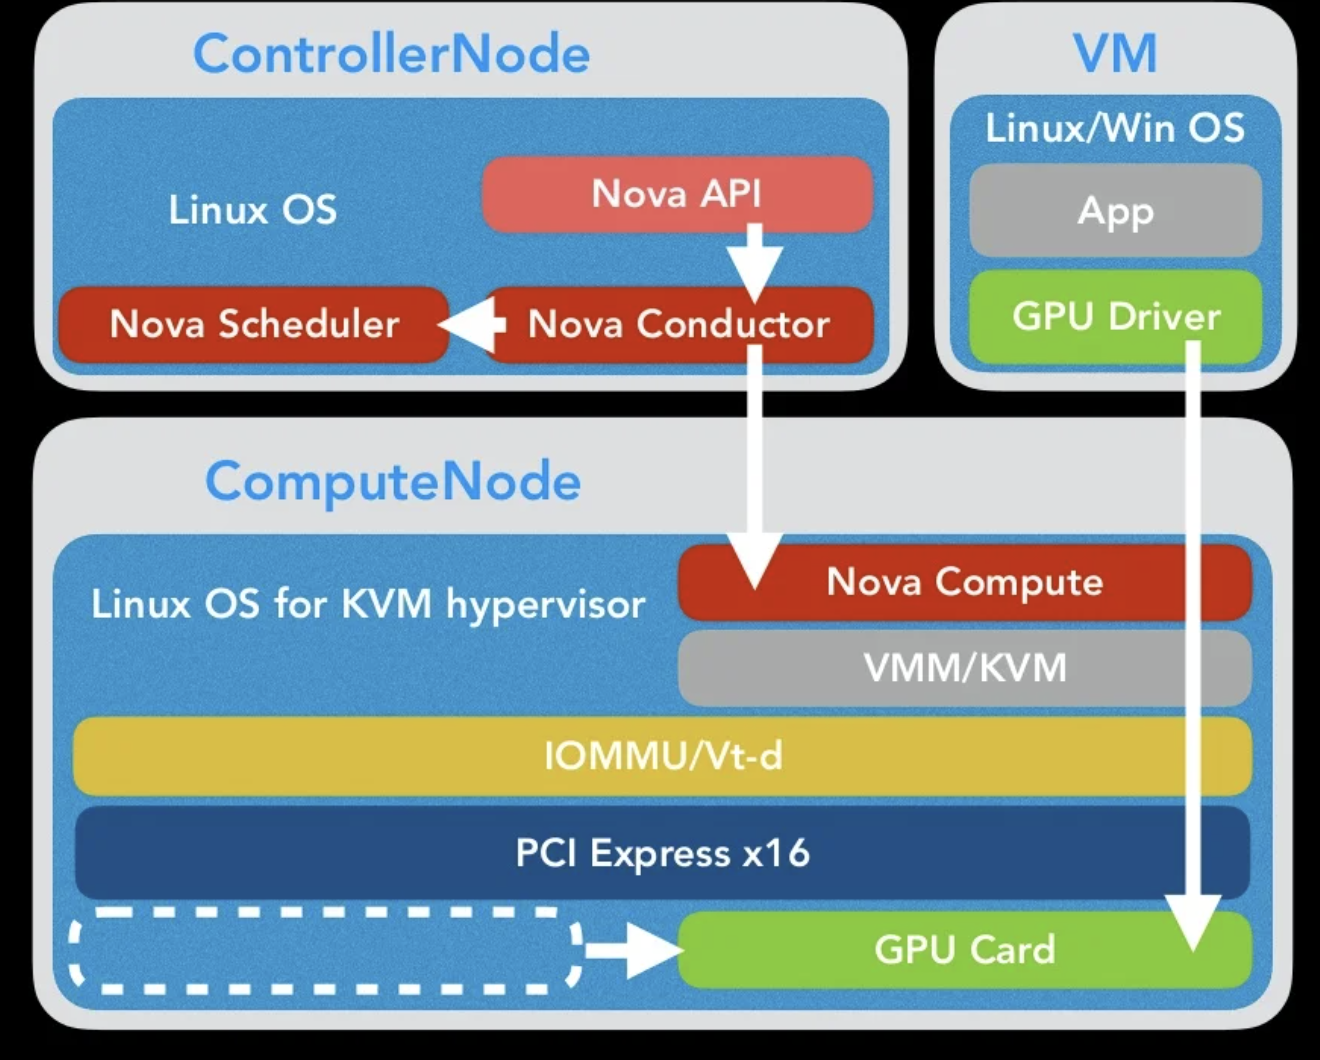 ControllerNode
Linux OS
Nova API
Nova Scheduler
Nova Conductor
VM
Linux/Win OS
App
GPU Driver
ComputeNode
Linux OS for KVM hypervisor
Nova Compute
VMM/KVM
IOMMU/Vt-d
PCI Express x16
GPU Card